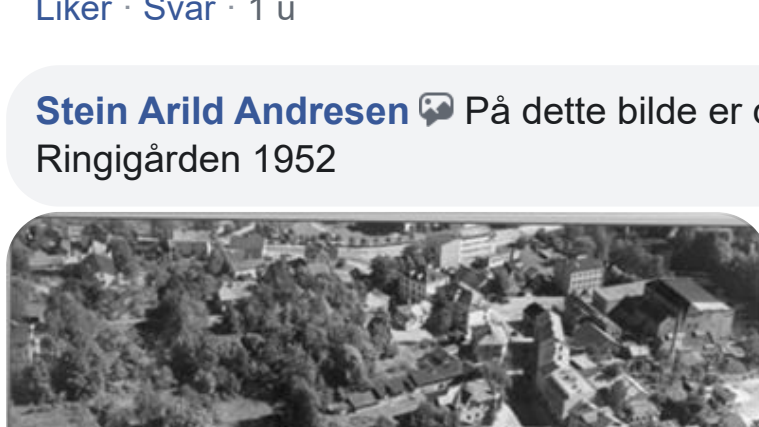 Liker · Svar · 1 u
Stein Arild Andresen På dette bilde er
Ringigården 1952